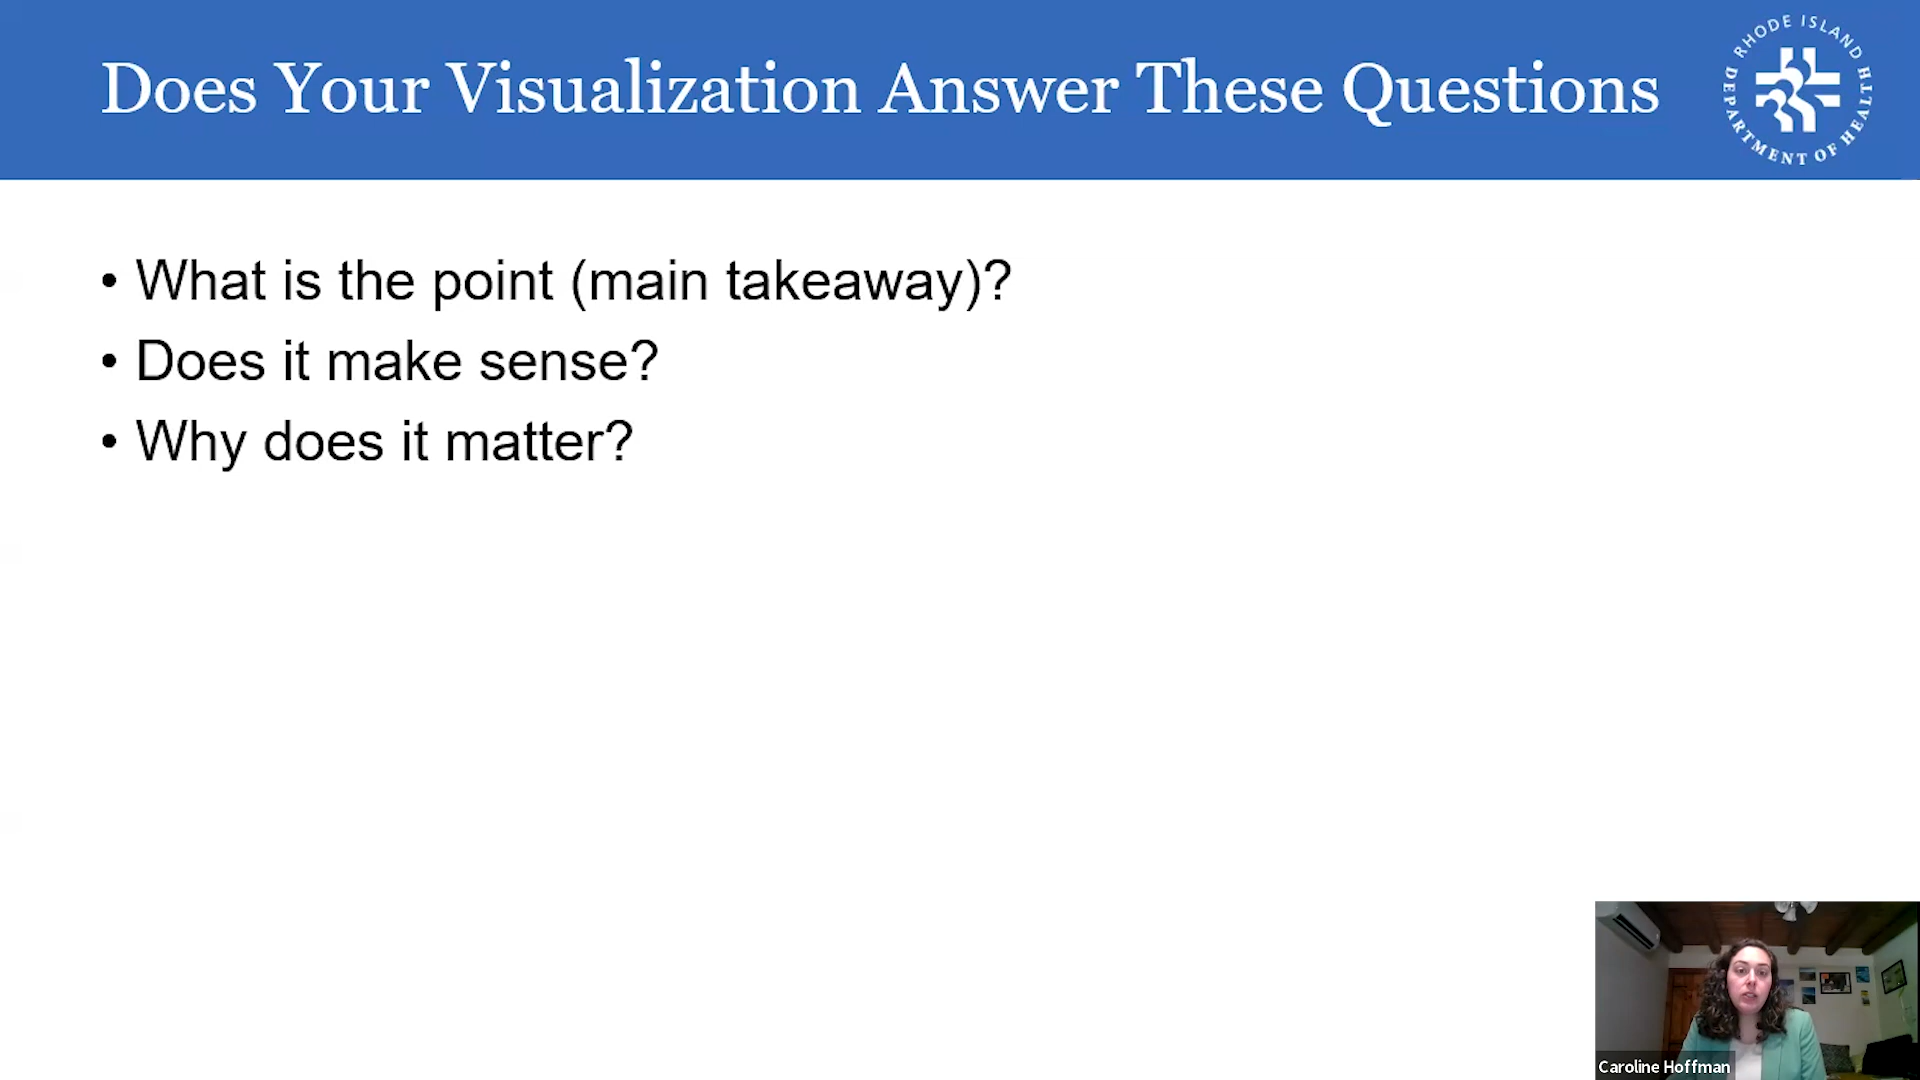 Does Your Visualization Answer These Questions
RHODE ISLAND
DEPARTMENT OF HEALTH
• What is the point (main takeaway)?
• Does it make sense?
• Why does it matter?
Caroline Hoffman